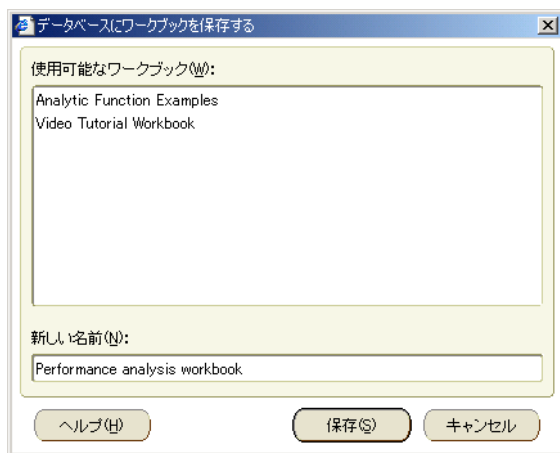 データベースにワークブックを保存する
使用可能なワークブック(W):
Analytic Function Examples
Video Tutorial Workbook
新しい名前(N):
Performance analysis workbook
ヘルプ(H) 保存(S) キャンセル